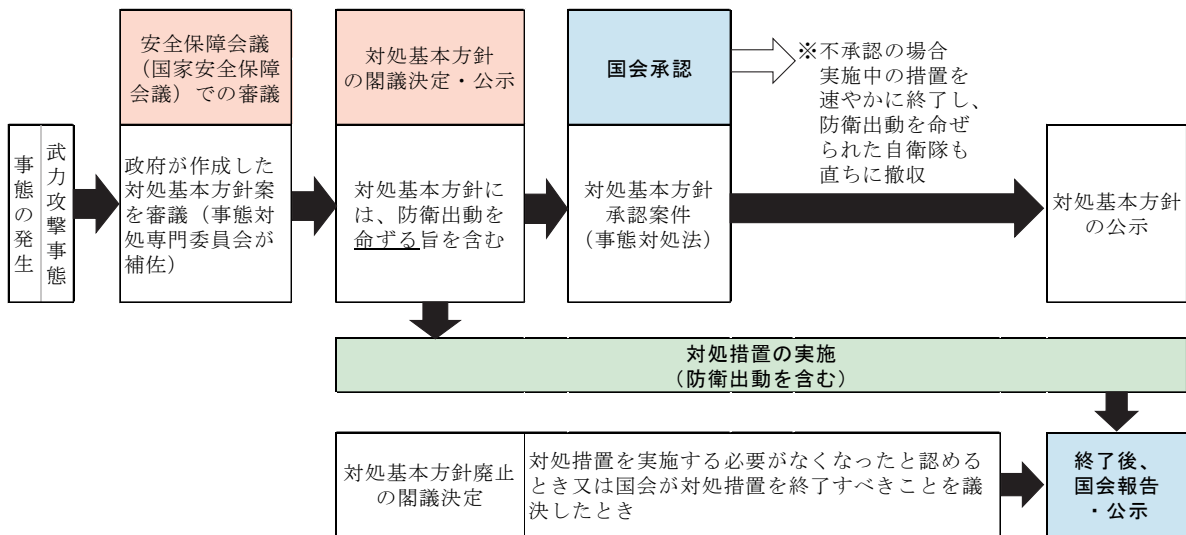 安全保障会議
（国家安全保障
会議）での審議
対処基本方針
の閣議決定・公示
国会承認
※不承認の場合
実施中の措置を
速やかに終了し、
防衛出動を命ぜ
られた自衛隊も
直ちに撤収
武力攻撃事態
事態の発生
政府が作成した
対処基本方針案
を審議（事態対
処専門委員会が
補佐）
対処基本方針に
は、防衛出動を
命ずる旨を含む
対処基本方針
承認案件
（事態対処法）
対処基本方針
の公示
対処措置の実施
（防衛出動を含む）
対処基本方針廃止
の閣議決定
対処措置を実施する必要がなくなったと認める
とき又は国会が対処措置を終了すべきことを議
決したとき
終了後、
国会報告
・公示